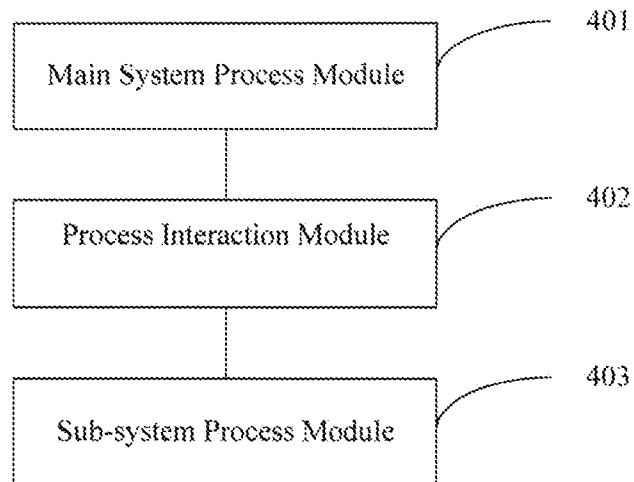 401
Main System Process Module
402
Process Interaction Module
403
Sub-system Process Module